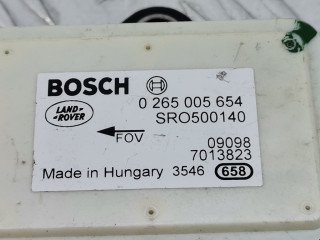 BOSCH
LAND-ROVER
0 265 005 654
SRO500140
FOV
09098
7013823
Made in Hungary 3546 658